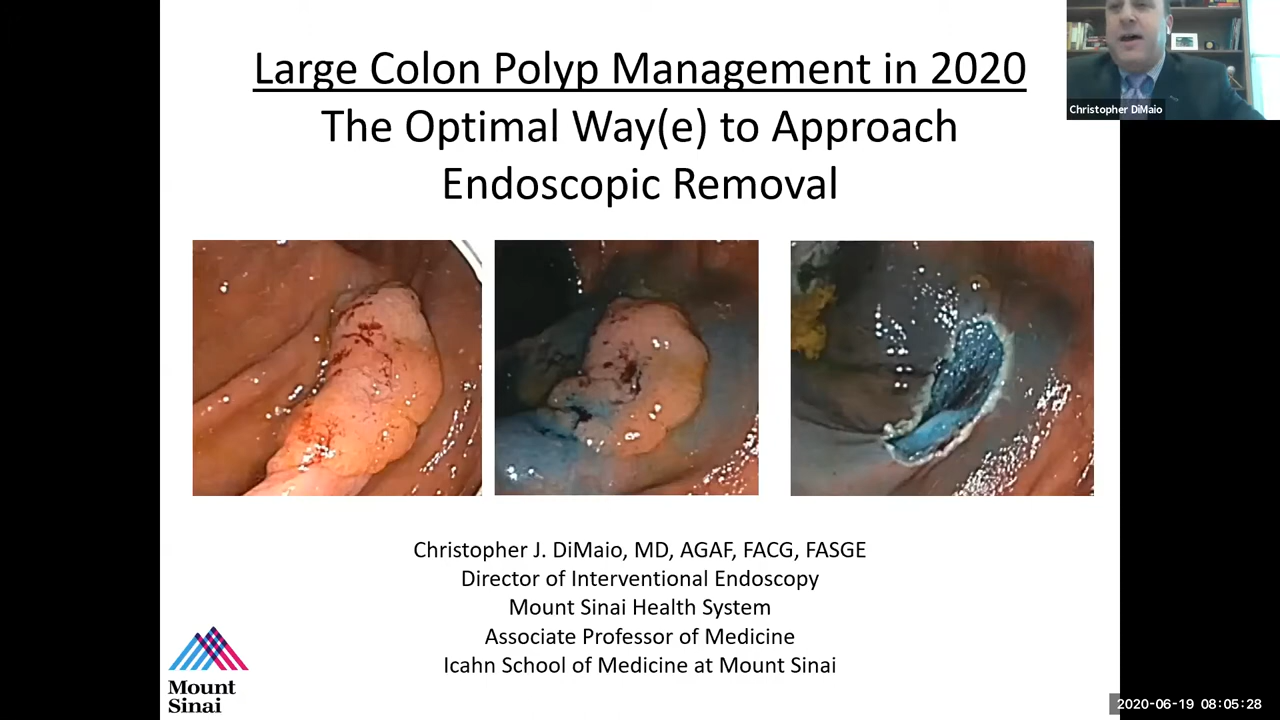 Large Colon Polyp Management in 2020
The Optimal Way(e) to Approach
Endoscopic Removal
Christopher DiMaio
Christopher J. DiMaio, MD, AGAF, FACG, FASGE
Director of Interventional Endoscopy
Mount Sinai Health System
Associate Professor of Medicine
Icahn School of Medicine at Mount Sinai
Mount
Sinai
2020-06-19 08:05:28